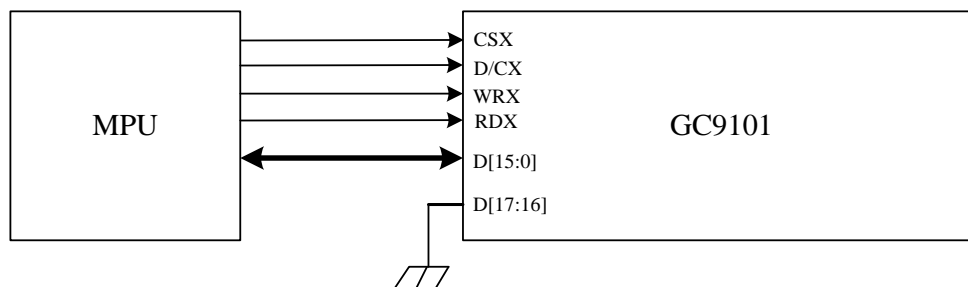 CSX
D/CX
WRX
MPU
RDX
GC9101
D[15:0]
D[17:16]